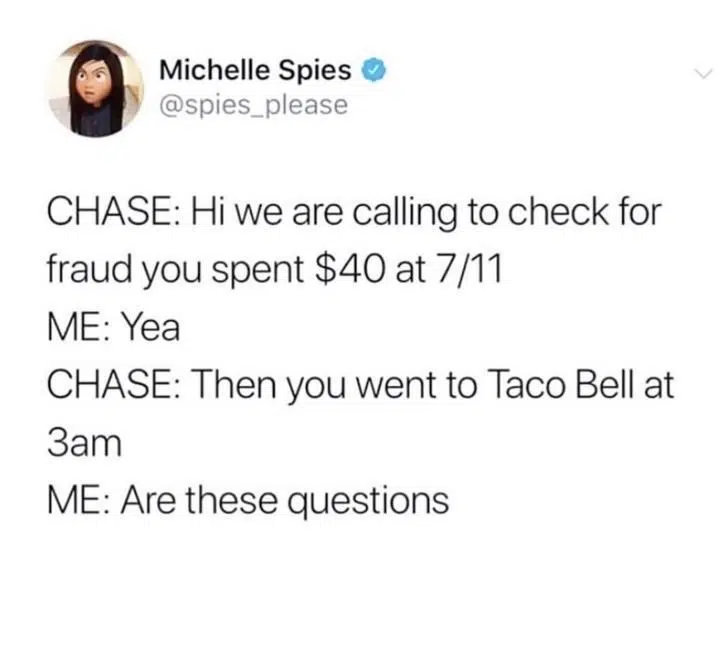 Michelle Spies
@spies_please
CHASE: Hi we are calling to check for
fraud you spent $40 at 7/11
ME: Yea
CHASE: Then you went to Taco Bell at
3am
ME: Are these questions